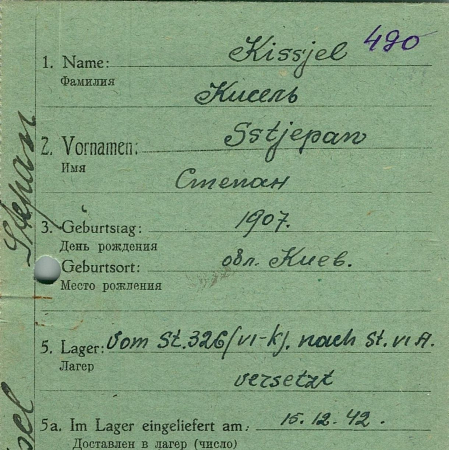 490
1. Name: Kissjel
Фамилия
Кисель
2. Vornamen: Sstjepan
Имя
Степан
3. Geburtstag: 1907.
День рождения
Geburtsort: обл. Киев.
Место рождения
5. Lager: Vom St. 326 (VI-K). nach St. VI A.
Лагер
versetzt
5a. Im Lager eingeliefert am: 15.12.42.
Доставлен в лагер (число)
Stepan